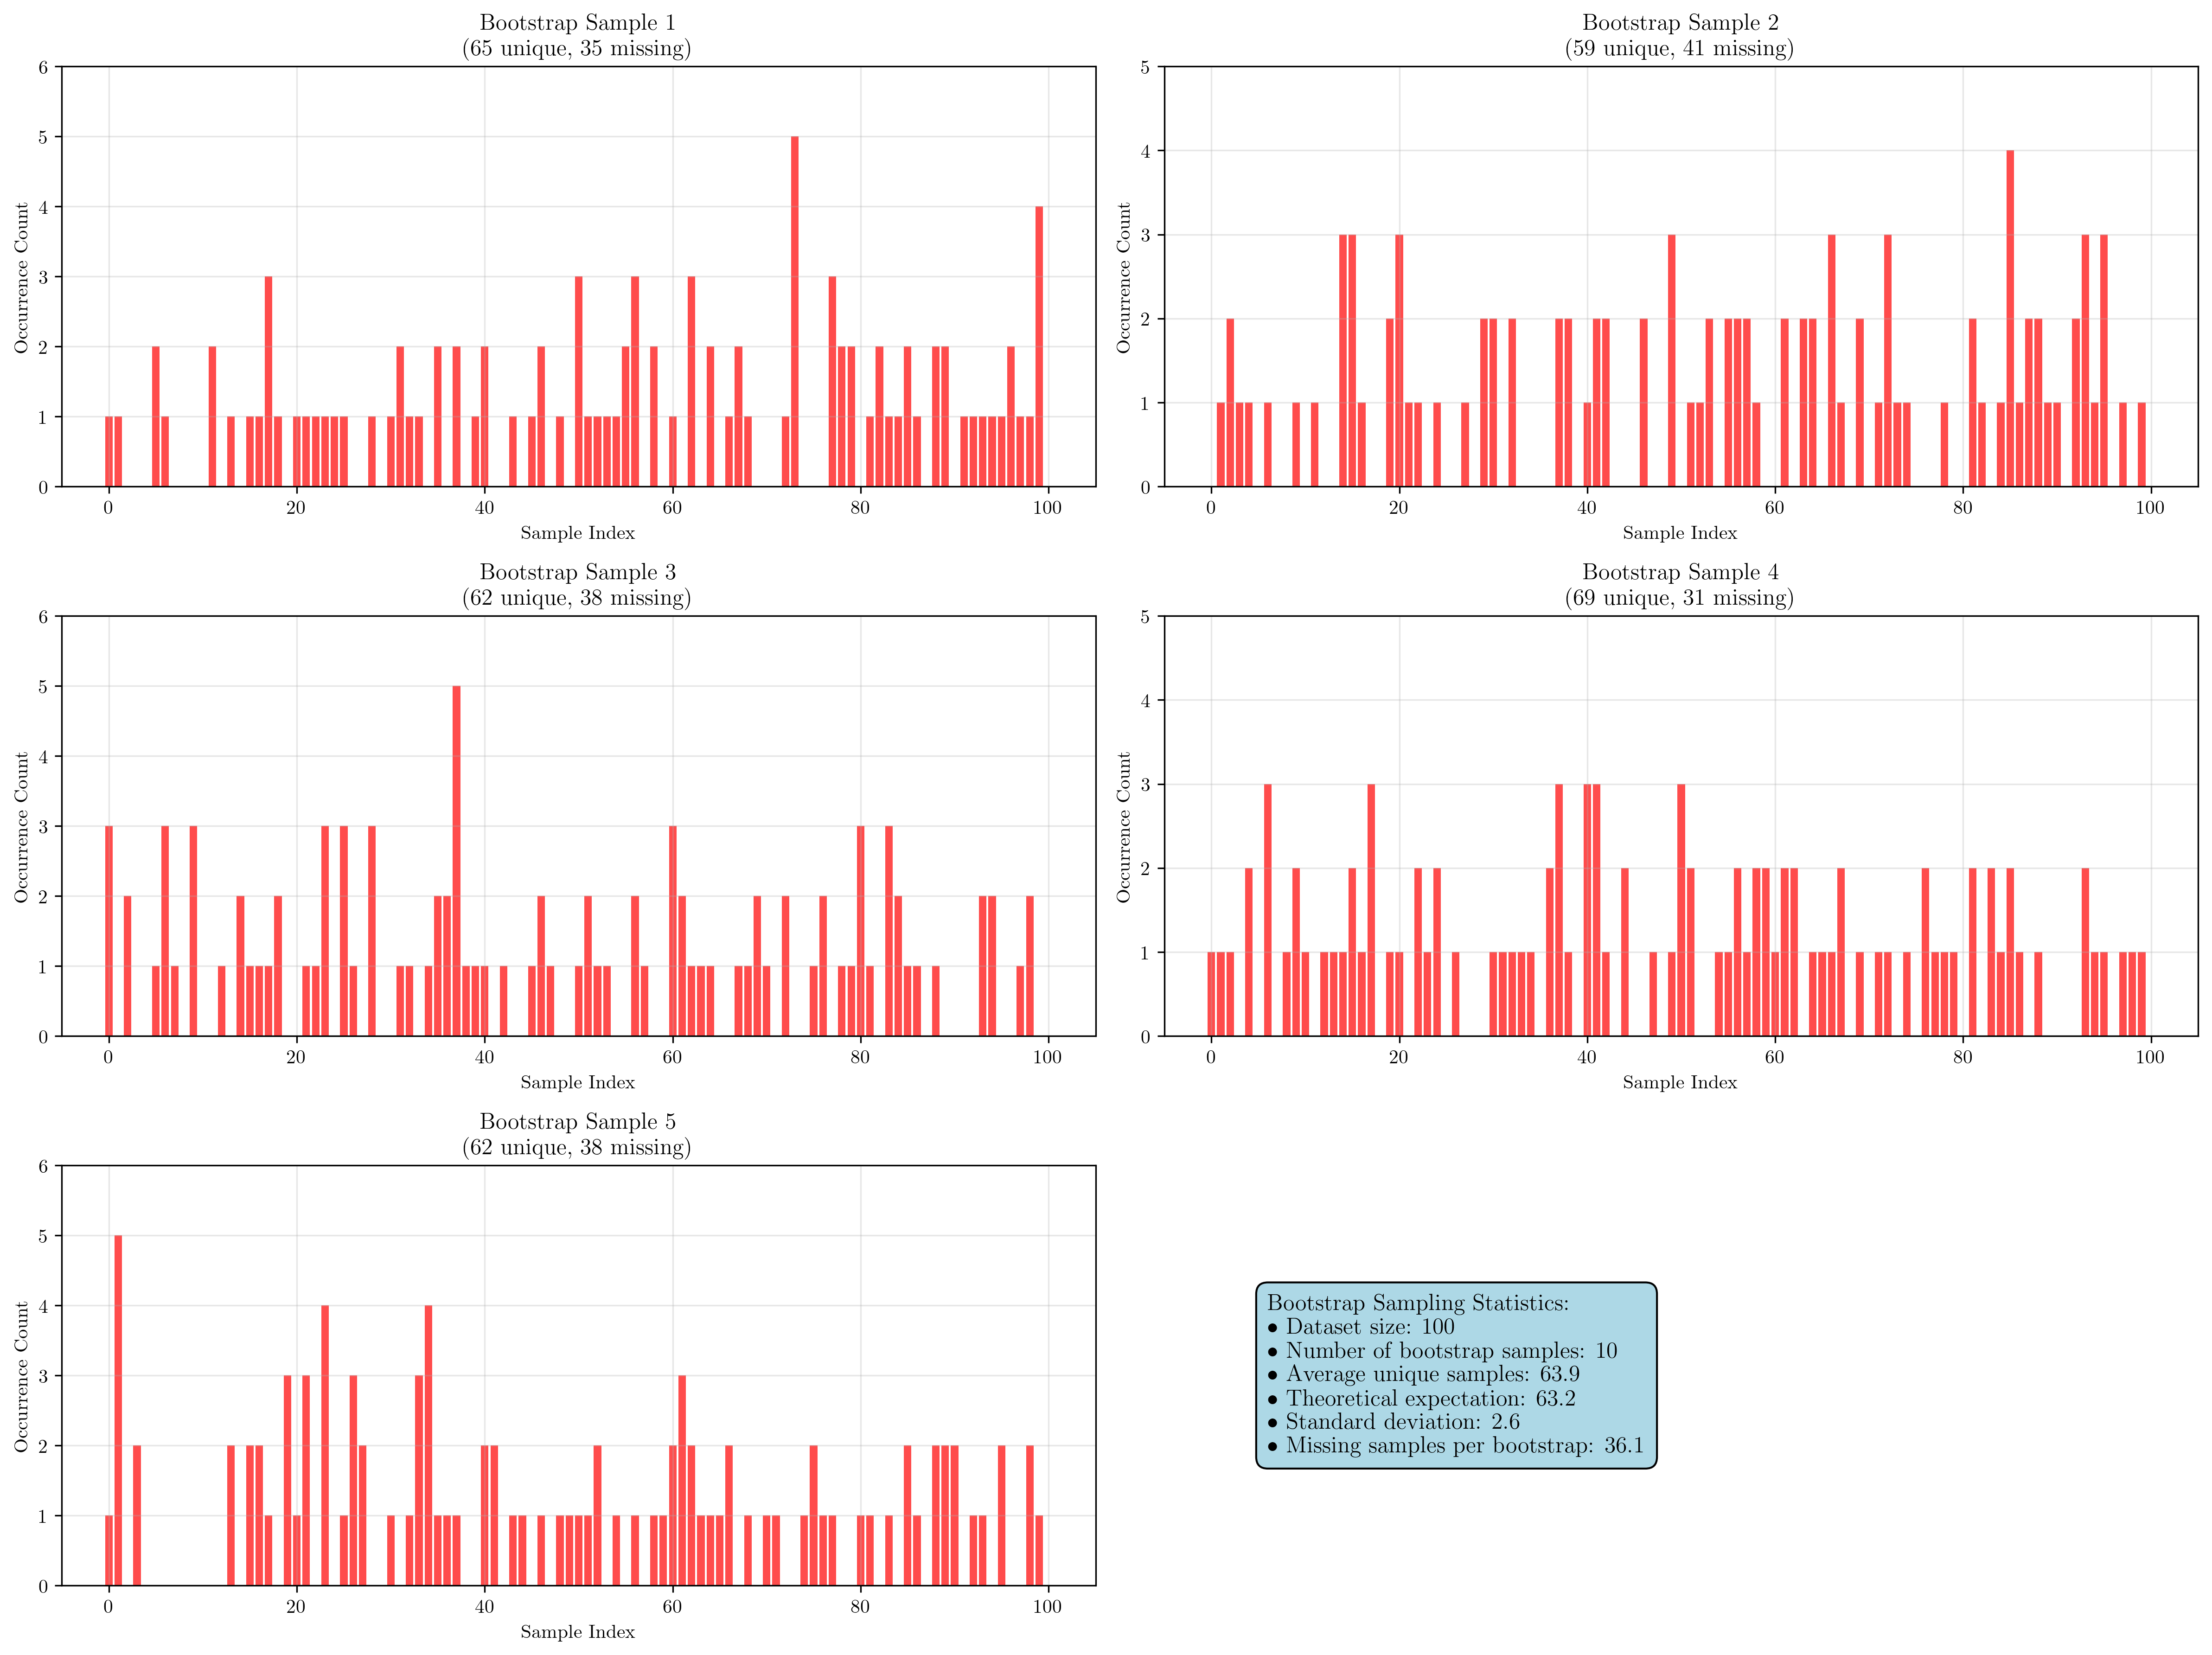 Bootstrap Sample 1
(65 unique, 35 missing)
6
5
4
3
2
1
0
Occurrence Count
0 20 40 60 80 100
Sample Index
Bootstrap Sample 2
(59 unique, 41 missing)
5
4
3
2
1
0
Occurrence Count
0 20 40 60 80 100
Sample Index
Bootstrap Sample 3
(62 unique, 38 missing)
6
5
4
3
2
1
0
Occurrence Count
0 20 40 60 80 100
Sample Index
Bootstrap Sample 4
(69 unique, 31 missing)
5
4
3
2
1
0
Occurrence Count
0 20 40 60 80 100
Sample Index
Bootstrap Sample 5
(62 unique, 38 missing)
6
5
4
3
2
1
0
Occurrence Count
0 20 40 60 80 100
Sample Index
Bootstrap Sampling Statistics:
• Dataset size: 100
• Number of bootstrap samples: 10
• Average unique samples: 63.9
• Theoretical expectation: 63.2
• Standard deviation: 2.6
• Missing samples per bootstrap: 36.1